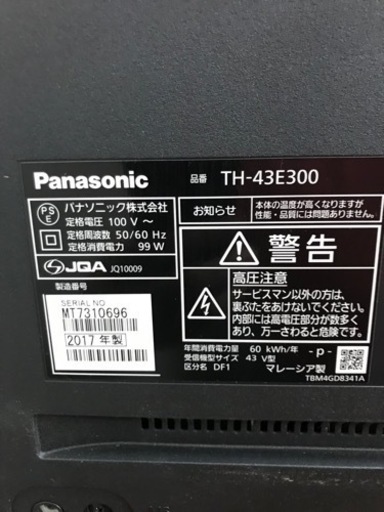 Panasonic 品番 TH-43E300
PSE パナソニック株式会社
定格電圧 100 V ～
定格周波数 50/60 Hz
定格消費電力 99 W
JQA JQ10009
製造番号
SERIAL NO
MT7310696
2017 年製
お知らせ
本体の温度が高くなりますが
性能・品質には問題ありません。
警告
高圧注意
サービスマン以外の方は、
裏ぶたをあけないでください。
内部には高電圧部分が数多く
あり、万一さわると危険です。
年間消費電力量 60 kWh/年
受信機型サイズ 43 V型
区分名 DF1
-p-
マレーシア製
TBM4GD8341A